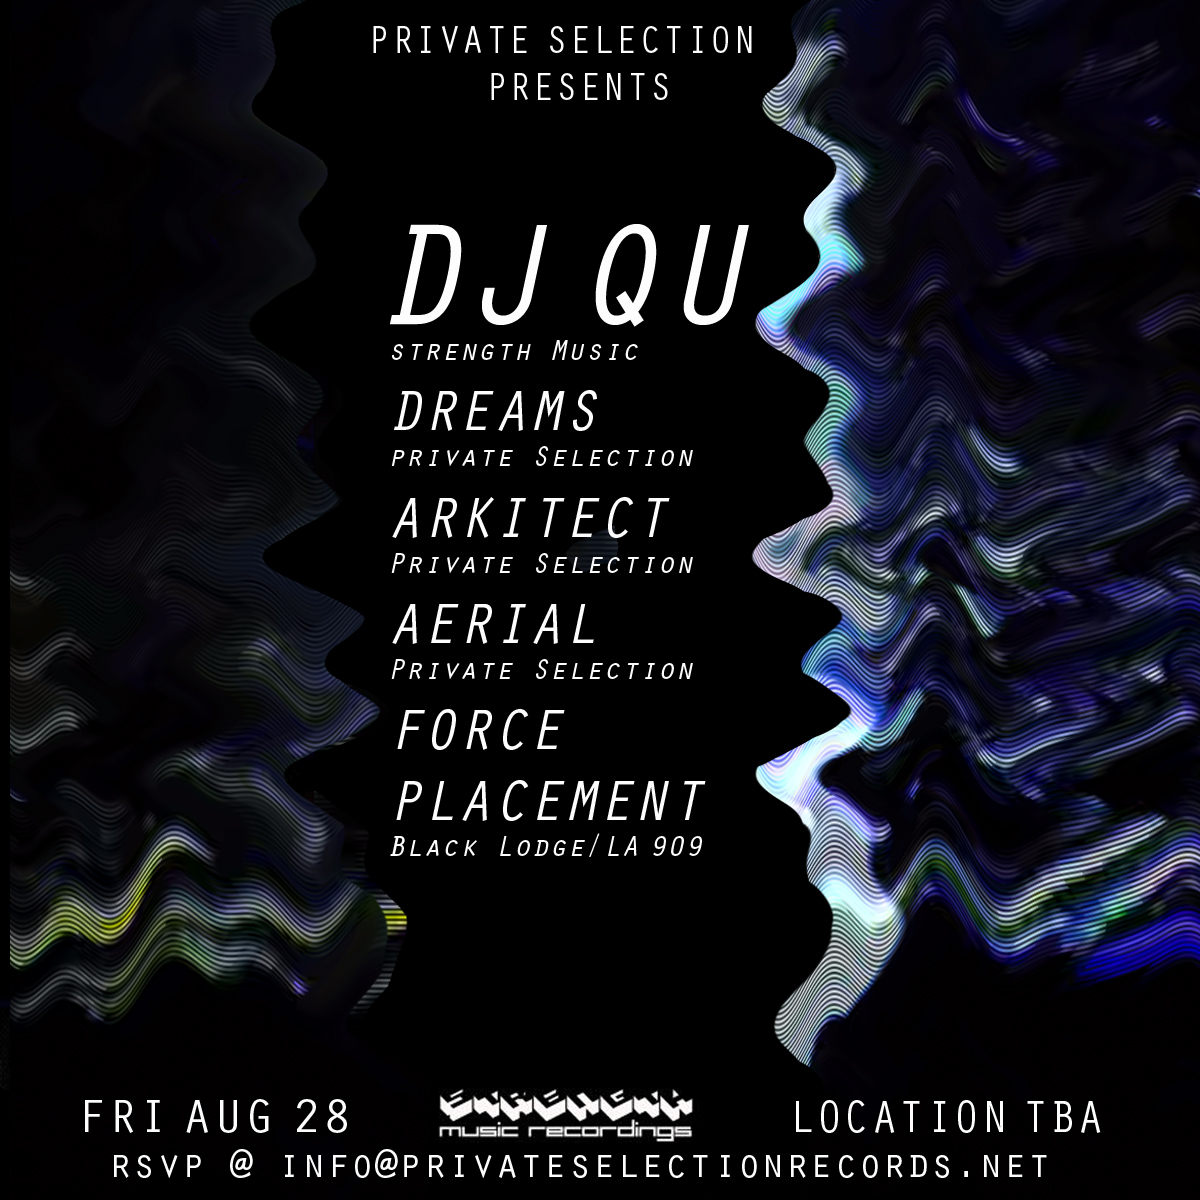 PRIVATE SELECTION
PRESENTS
DJ QU
STRENGTH MUSIC
DREAMS
PRIVATE SELECTION
ARKITECT
PRIVATE SELECTION
AERIAL
PRIVATE SELECTION
FORCE
PLACEMENT
BLACK LODGE/LA 909
FRI AUG 28
music recordings
LOCATION TBA
RSVP @ INFO@PRIVATESELECTIONRECORDS.NET